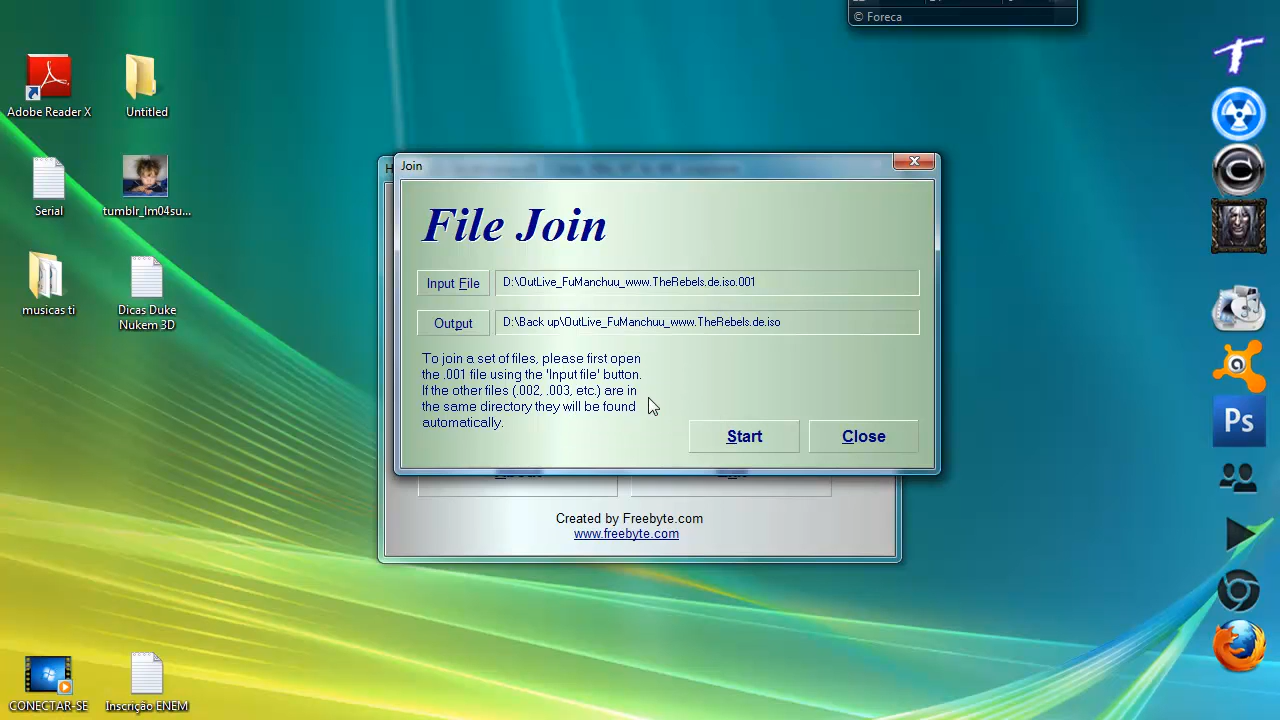 © Foreca
Adobe Reader X
Untitled
Serial
tumblr_lm04su...
musicas ti
Dicas Duke
Nukem 3D
Join
File Join
Input File
D:\OutLive_FuManchuu_www.TheRebels.de.iso.001
Output
D:\Back up\OutLive_FuManchuu_www.TheRebels.de.iso
To join a set of files, please first open
the .001 file using the 'Input file' button.
If the other files (.002, .003, etc.) are in
the same directory they will be found
automatically.
Start
Close
Created by Freebyte.com
www.freebyte.com
Ps
CONECTAR-SE
Inscrição ENEM